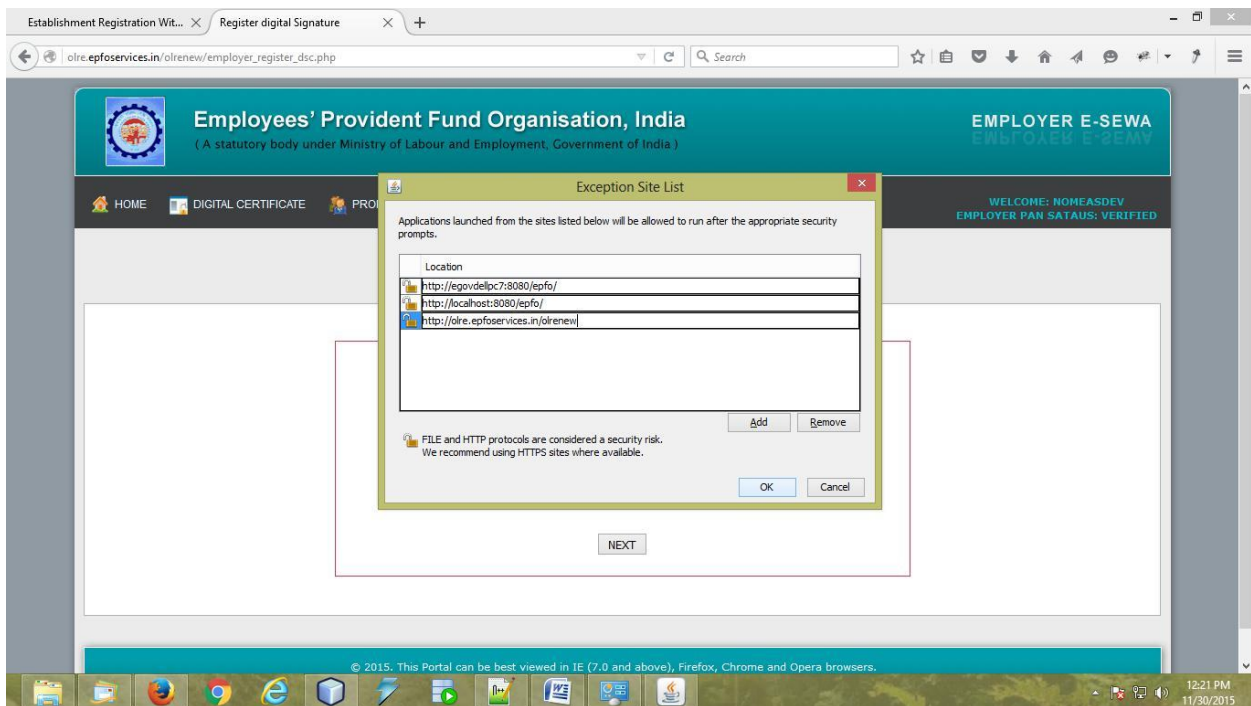 Establishment Registration Wit...
Register digital Signature
olre.epfoservices.in/olrenew/employer_register_dsc.php
Search
Employees' Provident Fund Organisation, India
( A statutory body under Ministry of Labour and Employment, Government of India )
EMPLOYER E-SEWA
HOME
DIGITAL CERTIFICATE
PRO
WELCOME: NOMEASDEV
EMPLOYER PAN SATAUS: VERIFIED
Exception Site List
Applications launched from the sites listed below will be allowed to run after the appropriate security
prompts.
Location
http://egovdellpc7:8080/epfo/
http://localhost:8080/epfo/
http://olre.epfoservices.in/olrenew
Add
Remove
FILE and HTTP protocols are considered a security risk.
We recommend using HTTPS sites where available.
OK
Cancel
NEXT
© 2015. This Portal can be best viewed in IE (7.0 and above), Firefox, Chrome and Opera browsers.
12:21 PM
11/30/2015